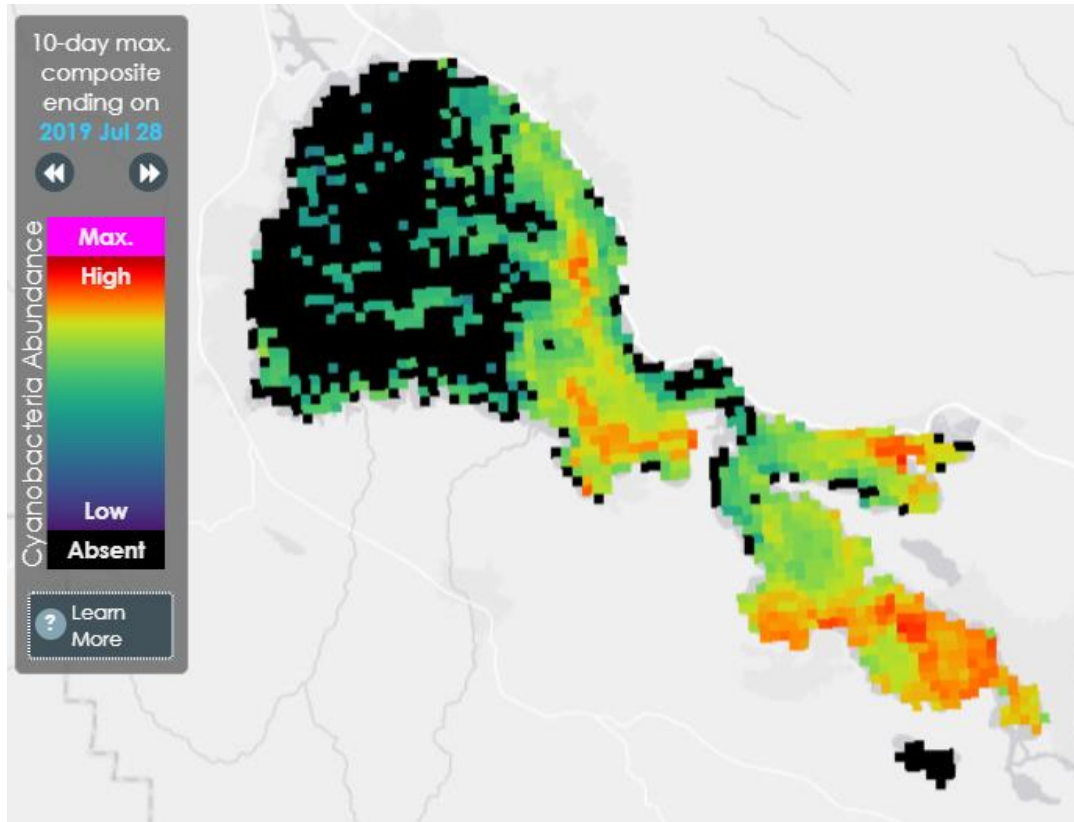 10-day max.
composite
ending on
2019 Jul 28
Cyanobacteria Abundance
Max.
High
Low
Absent
? Learn
More